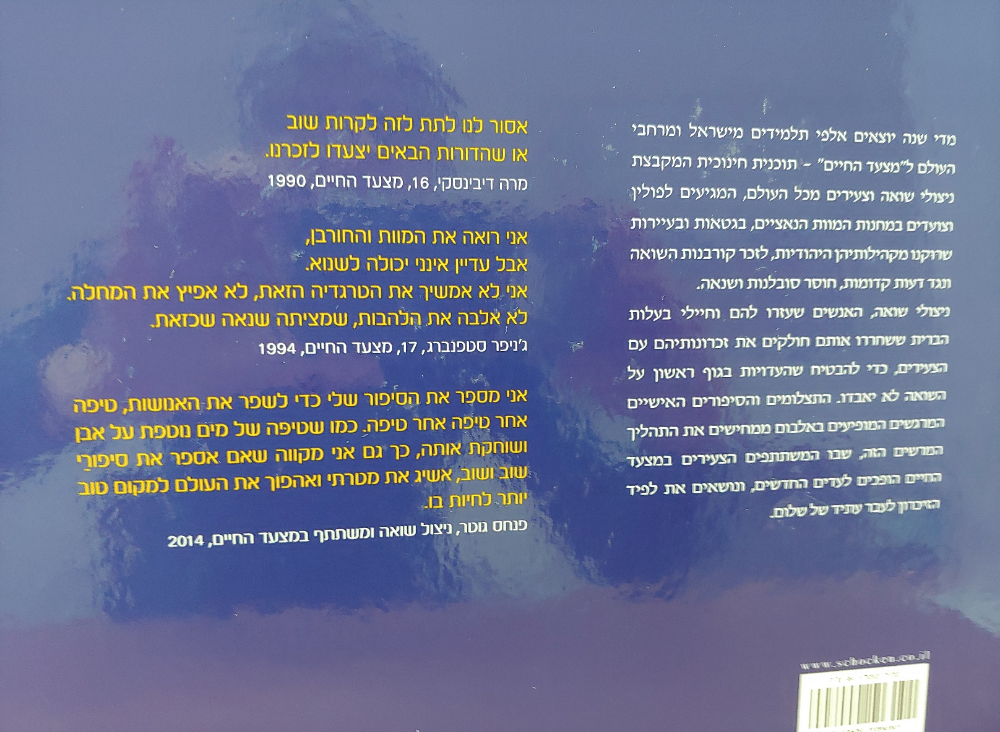 מדי שנה יוצאים אלפי תלמידים מישראל ומרחבי
העולם ל"מצעד החיים" – תוכנית חינוכית המקבצת
ניצולי שואה וצעירים מכל העולם, המגיעים לפולין
וצועדים במחנות המוות הנאציים, בגטאות ובעיירות
שרוקנו מקהילותיהן היהודיות, לזכר קורבנות השואה
ונגד דעות קדומות, חוסר סובלנות ושנאה.
ניצולי שואה, האנשים שעזרו להם וחיילי בעלות
הברית ששחררו אותם חולקים את זכרונותיהם עם
הצעירים, כדי להבטיח שהעדויות בגוף ראשון על
השואה לא יאבדו. התצלומים והסיפורים האישיים
המרגשים המופיעים באלבום ממחישים את התהליך
המרשים הזה, שבו המשתתפים הצעירים במצעד
החיים הופכים לעדים החדשים, ונושאים את לפיד
הזיכרון לעבר עתיד של שלום.
אסור לנו לתת לזה לקרות שוב
או שהדורות הבאים יצעדו לזכרנו.
מרה דיבינסקי, 16, מצעד החיים, 1990
אני רואה את המוות והחורבן,
אבל עדיין אינני יכולה לשנוא.
אני לא אמשיך את הטרגדיה הזאת, לא אפיץ את המחלה.
לא אלבה את הלהבות, שמציתה שנאה שכזאת.
ג'ניפר סטפנברג, 17, מצעד החיים, 1994
אני מספר את הסיפור שלי כדי לשפר את האנושות, טיפה
אחר טיפה אחר טיפה. כמו שטיפה של מים נוטפת על אבן
ושוחקת אותה, כך גם אני מקווה שאם אספר את סיפורַי
שוב ושוב, אשיג את מטרתי ואהפוך את העולם למקום טוב
יותר לחיות בו.
פנחס גוטר, ניצול שואה ומשתתף במצעד החיים, 2014
www.schocken.co.il